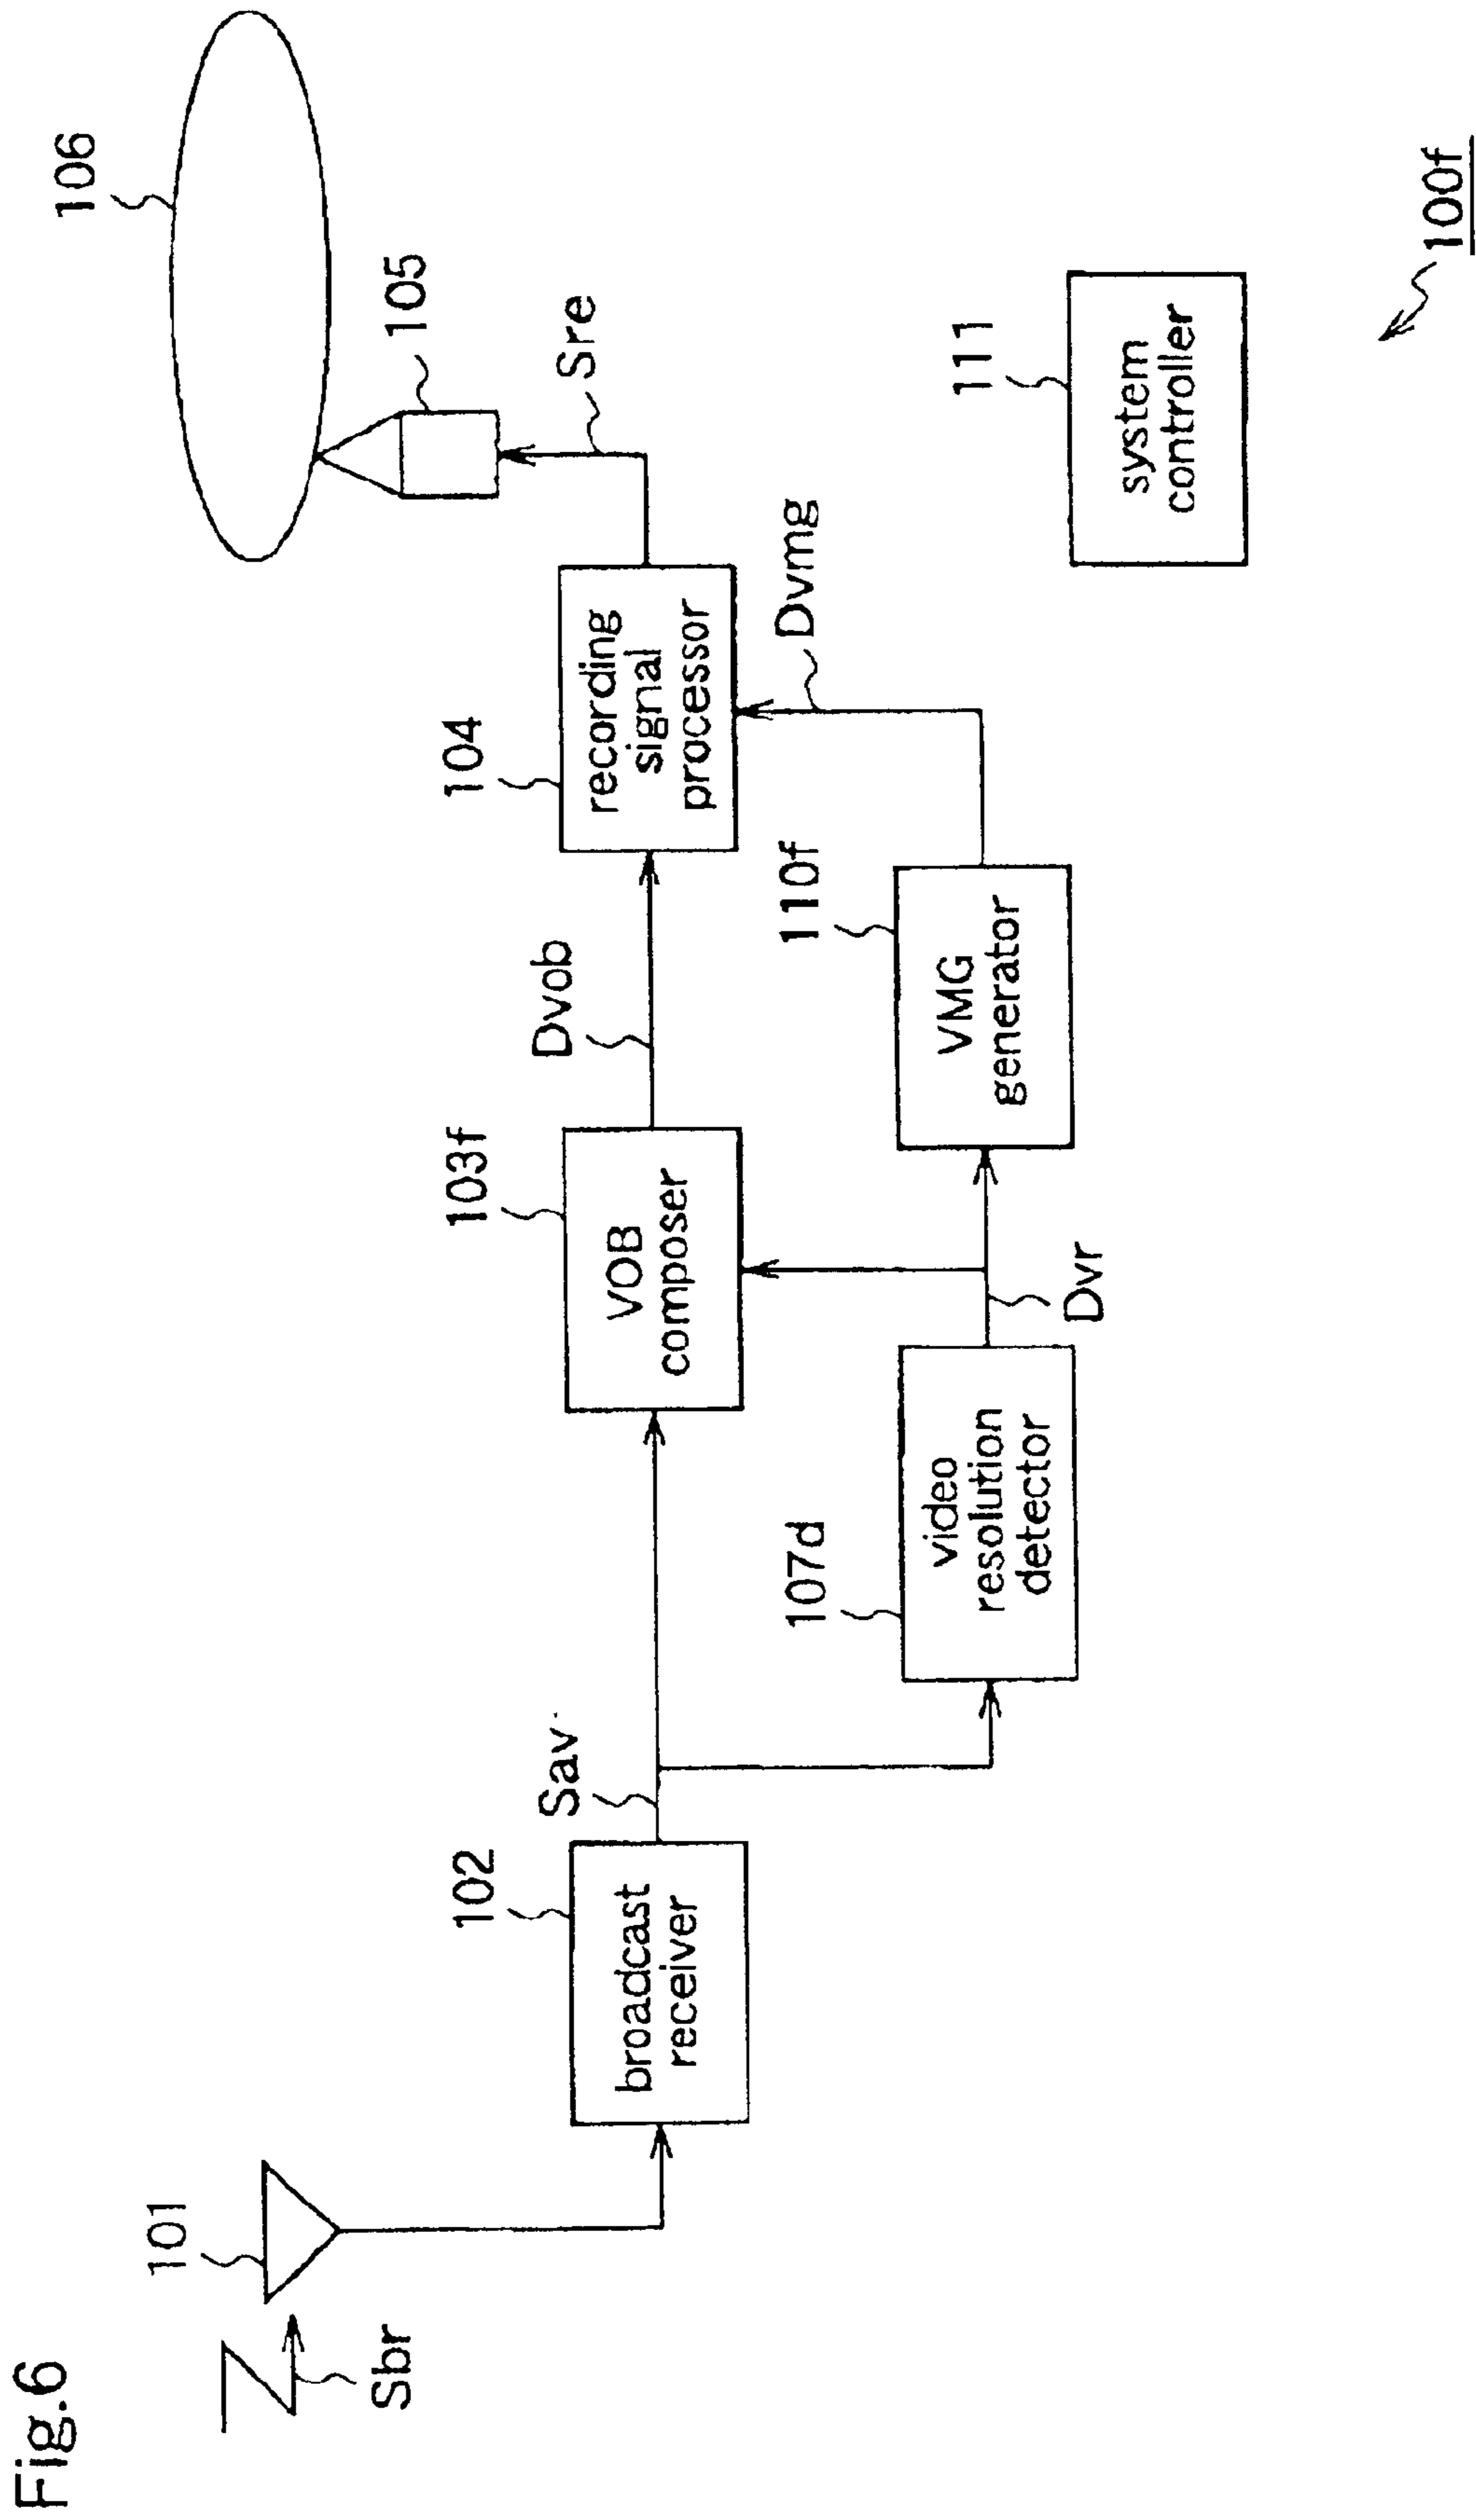 Fig.6
Sbr
101
102
broadcast
receiver
Sav
103f
VOB
composer
Dvob
104
recording
signal
processor
Sre
105
106
107d
video
resolution
detector
Dvr
110f
VMG
generator
Dvmg
111
system
controller
100f